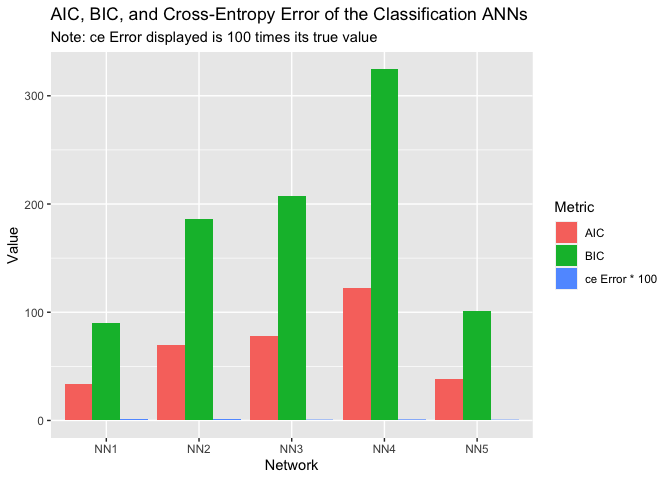 AIC, BIC, and Cross-Entropy Error of the Classification ANNs
Note: ce Error displayed is 100 times its true value
300
200
100
0
Value
NN1 NN2 NN3 NN4 NN5
Network
Metric
AIC
BIC
ce Error * 100